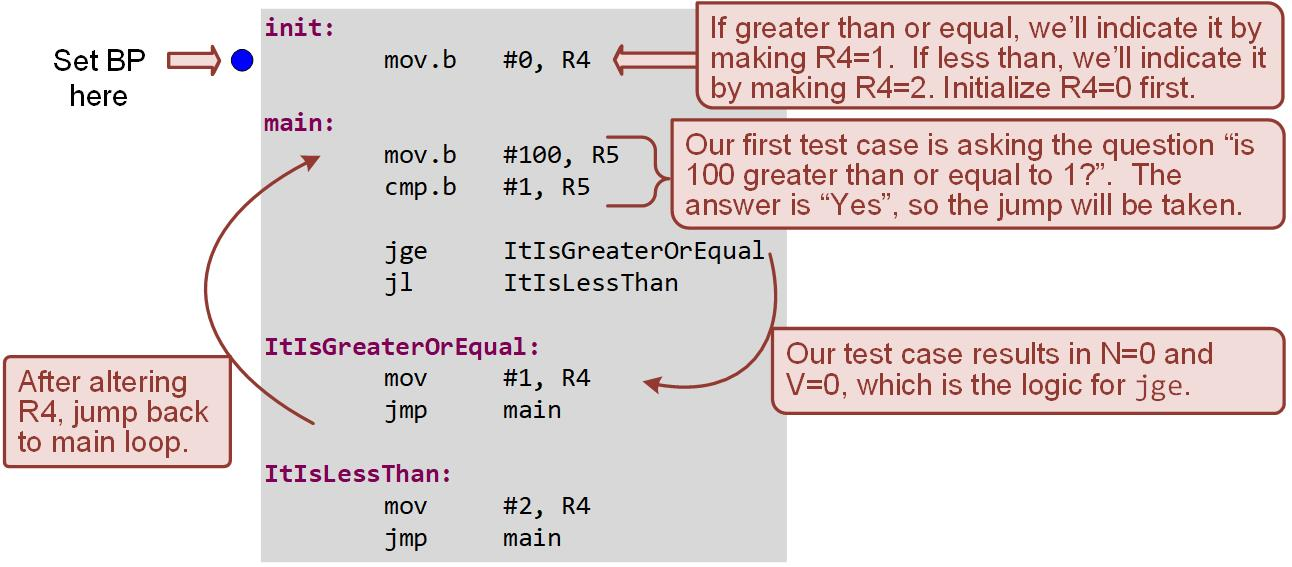 Set BP
here
init:
mov.b #0, R4
If greater than or equal, we'll indicate it by
making R4=1. If less than, we'll indicate it
by making R4=2. Initialize R4=0 first.
main:
mov.b #100, R5
cmp.b #1, R5
Our first test case is asking the question "is
100 greater than or equal to 1?". The
answer is "Yes", so the jump will be taken.
jge ItIsGreaterOrEqual
jl ItIsLessThan
ItIsGreaterOrEqual:
mov #1, R4
jmp main
Our test case results in N=0 and
V=0, which is the logic for jge.
After altering
R4, jump back
to main loop.
ItIsLessThan:
mov #2, R4
jmp main